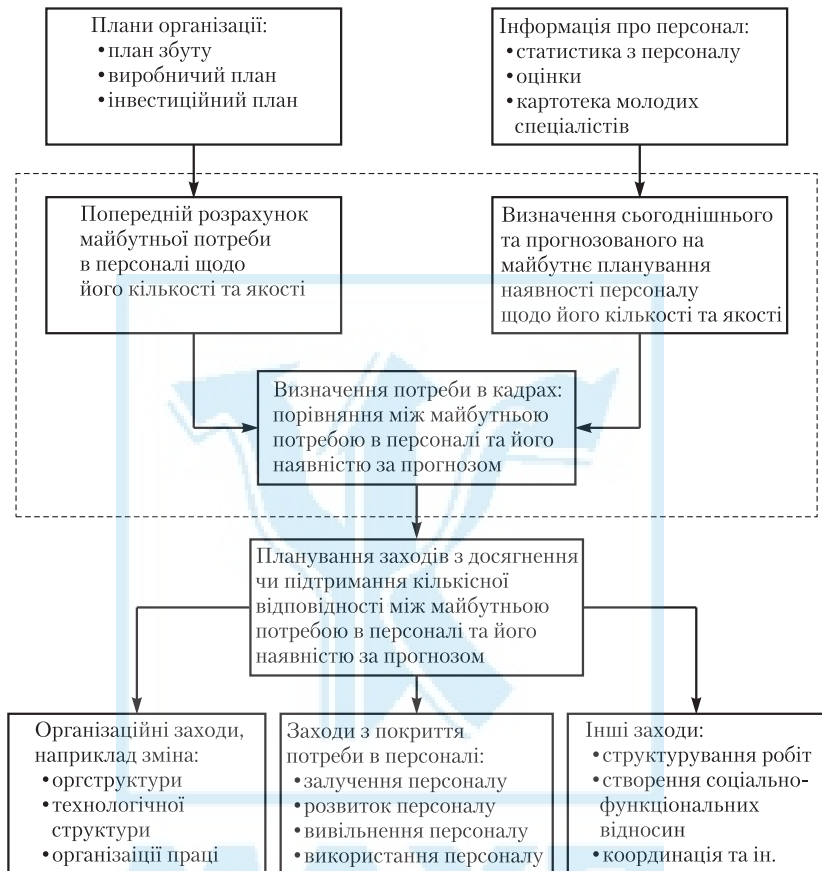 Плани організації:
•план збуту
•виробничий план
•інвестиційний план
Інформація про персонал:
•статистика з персоналу
•оцінки
•картотека молодих
спеціалістів
Попередній розрахунок
майбутньої потреби
в персоналі щодо
його кількості та якості
Визначення сьогоднішнього
та прогнозованого на
майбутнє планування
наявності персоналу
щодо його кількості та якості
Визначення потреби в кадрах:
порівняння між майбутньою
потребою в персоналі та його
наявністю за прогнозом
Планування заходів з досягнення
чи підтримання кількісної
відповідності між майбутньою
потребою в персоналі та його
наявністю за прогнозом
Організаційні заходи,
наприклад зміна:
•оргструктури
•технологічної
структури
•організаіції праці
Заходи з покриття
потреби в персоналі:
•залучення персоналу
•розвиток персоналу
•вивільнення персоналу
•використання персоналу
Інші заходи:
•структурування робіт
•створення соціально-
функціональних
відносин
•координація та ін.